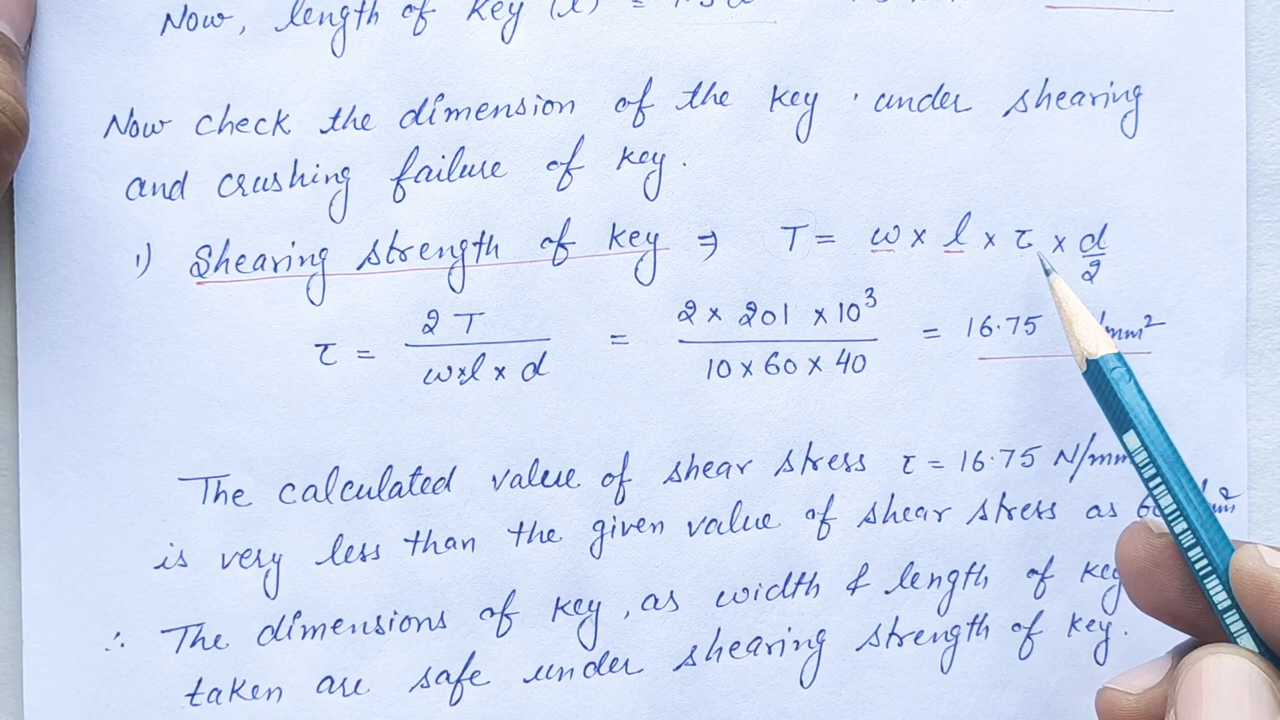 Now, length of key (l) =
Now check the dimension of the key, under shearing
and crushing failure of key.
1) Shearing strength of key ⇒ T = w × l × τ × d/2
τ = 2T / w×l × d = 2 × 201 × 10³ / 10 × 60 × 40 = 16.75 /mm²
The calculated value of shear stress τ = 16.75 N/mm
is very less than the given value of shear stress as
∴ The dimensions of key, as width & length of key
taken are safe under shearing strength of key.